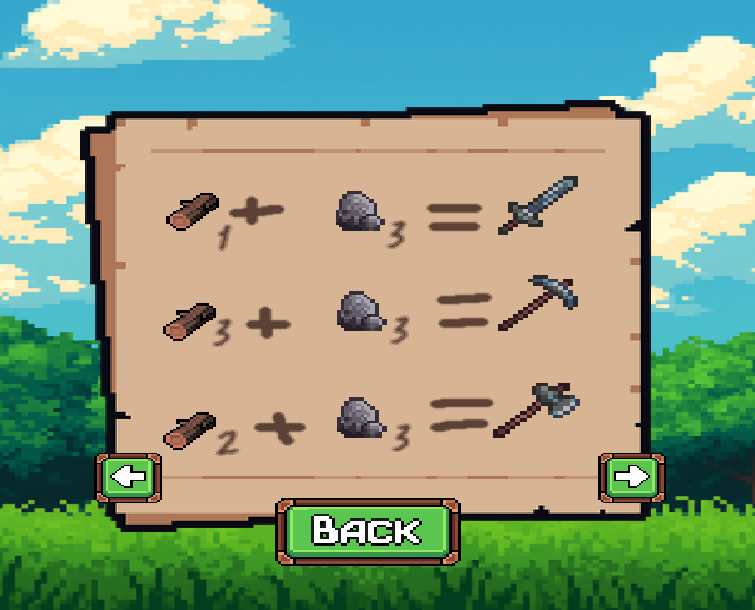 1 + 3 =
3 + 3 =
2 + 3 =
BACK